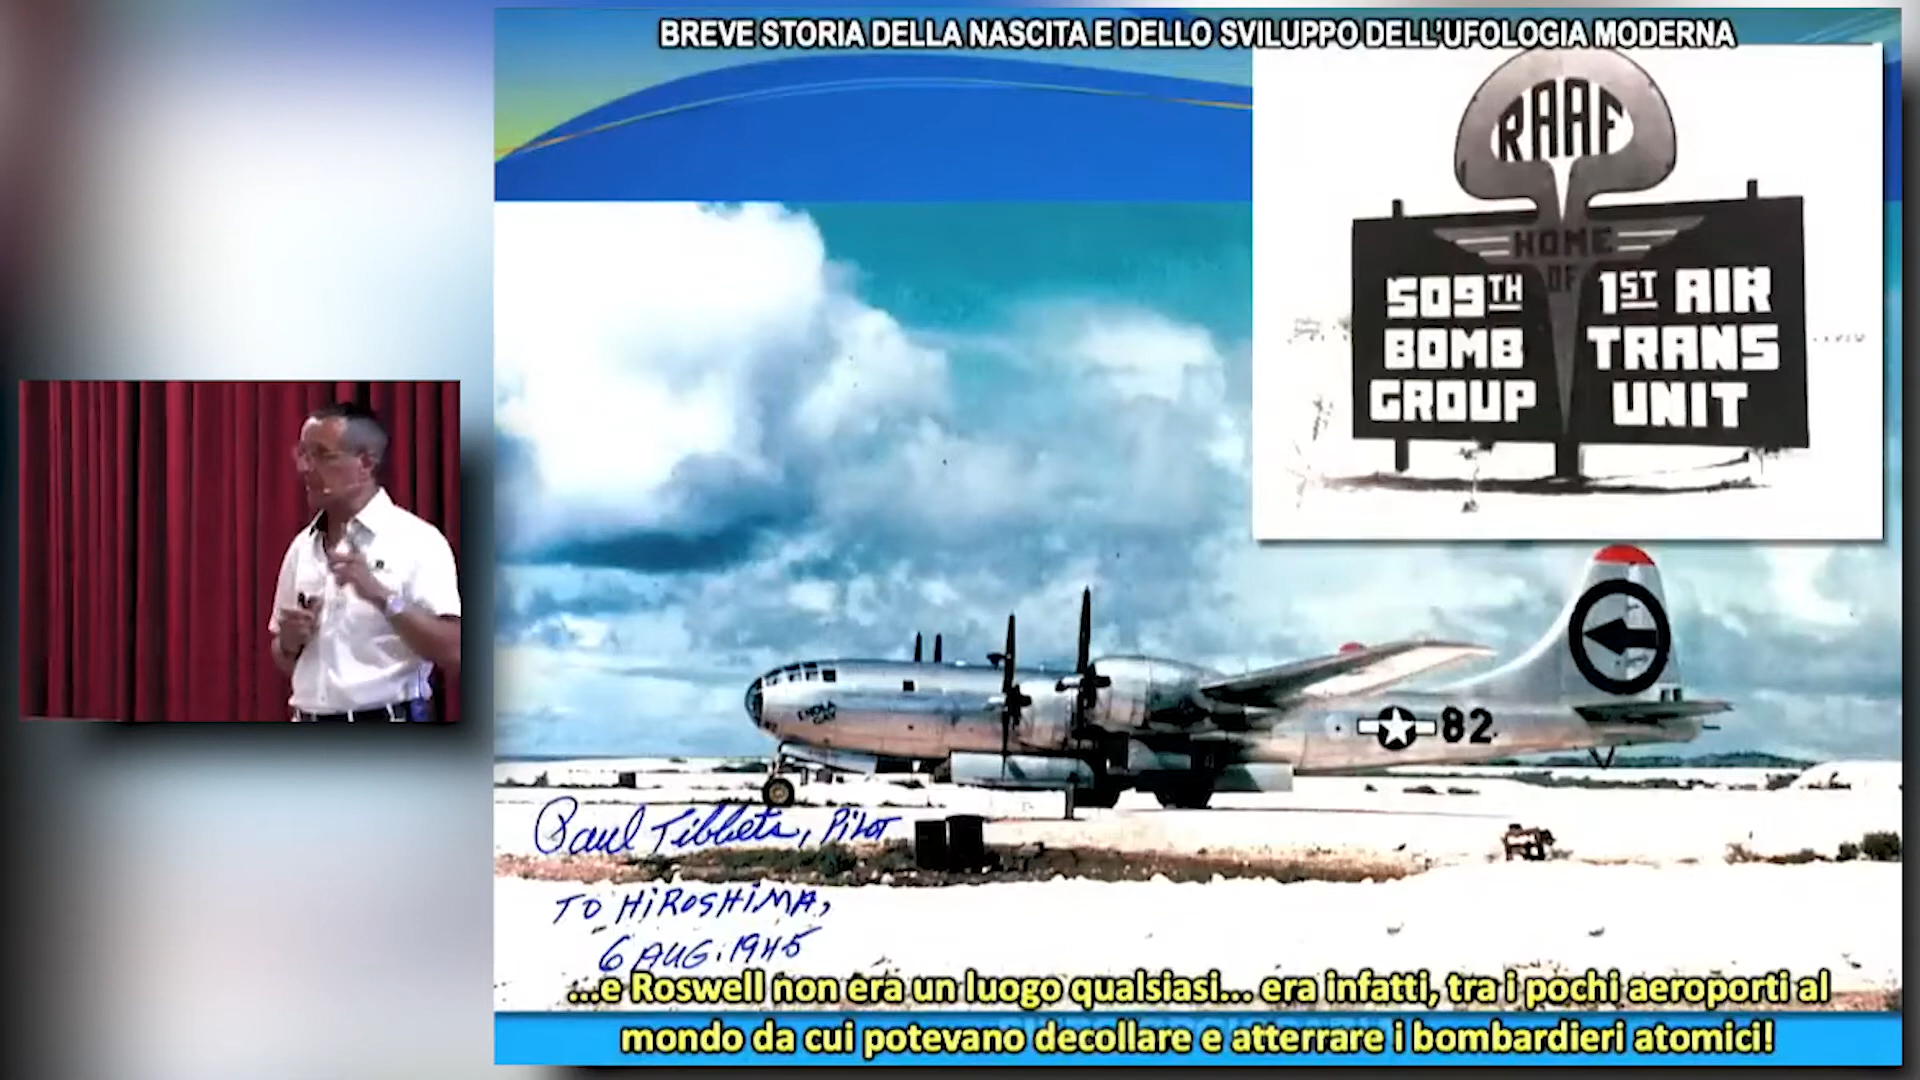 BREVE STORIA DELLA NASCITA E DELLO SVILUPPO DELL'UFOLOGIA MODERNA
RAAF
HOME
OF
509TH
BOMB
GROUP
1ST AIR
TRANS
UNIT
ENOLA
GAY
82
Paul Tibbets, Pilot
TO HIROSHIMA,
6 AUG. 1945
...e Roswell non era un luogo qualsiasi... era infatti, tra i pochi aeroporti al
mondo da cui potevano decollare e atterrare i bombardieri atomici!